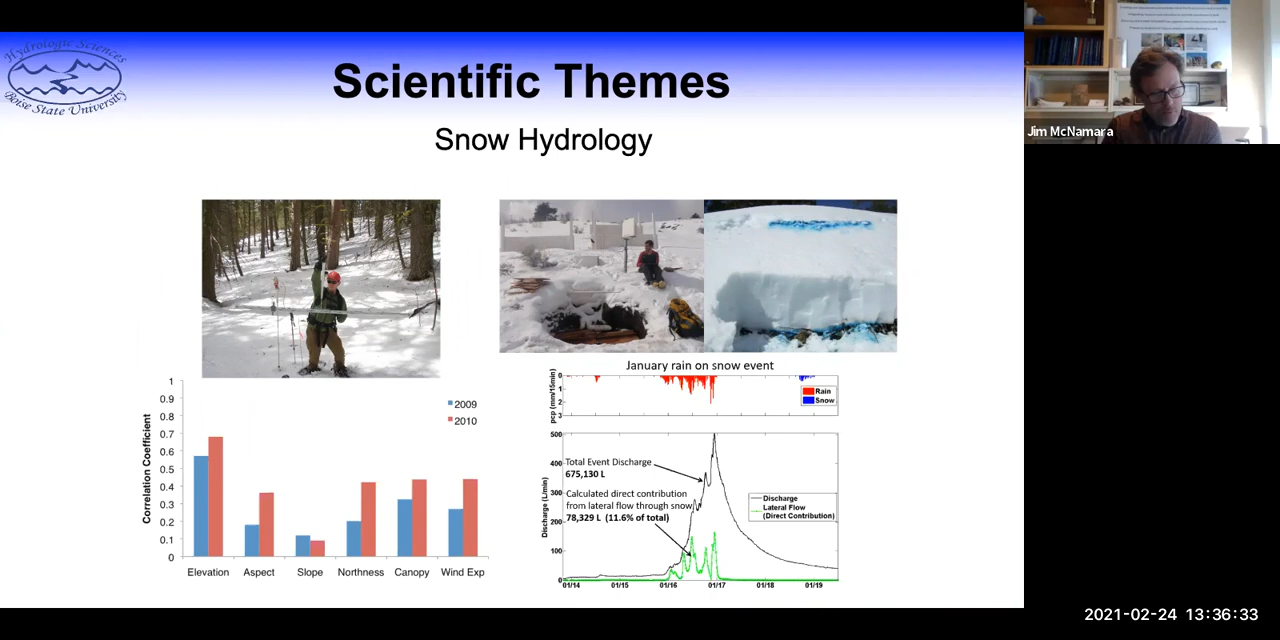 Hydrologic Sciences
Boise State University
Scientific Themes
Snow Hydrology
Jim McNamara
1
0.9
0.8
0.7
0.6
0.5
0.4
0.3
0.2
0.1
0
Correlation Coefficient
2009
2010
Elevation Aspect Slope Northness Canopy Wind Exp
January rain on snow event
pcp (mm/15min)
0
1
2
3
Rain
Snow
Discharge (L/min)
500
400
300
200
100
0
Total Event Discharge
675,130 L
Calculated direct contribution
from lateral flow through snow
78,329 L (11.6% of total)
Discharge
Lateral Flow
(Direct Contribution)
01/14 01/15 01/16 01/17 01/18 01/19
2021-02-24 13:36:33